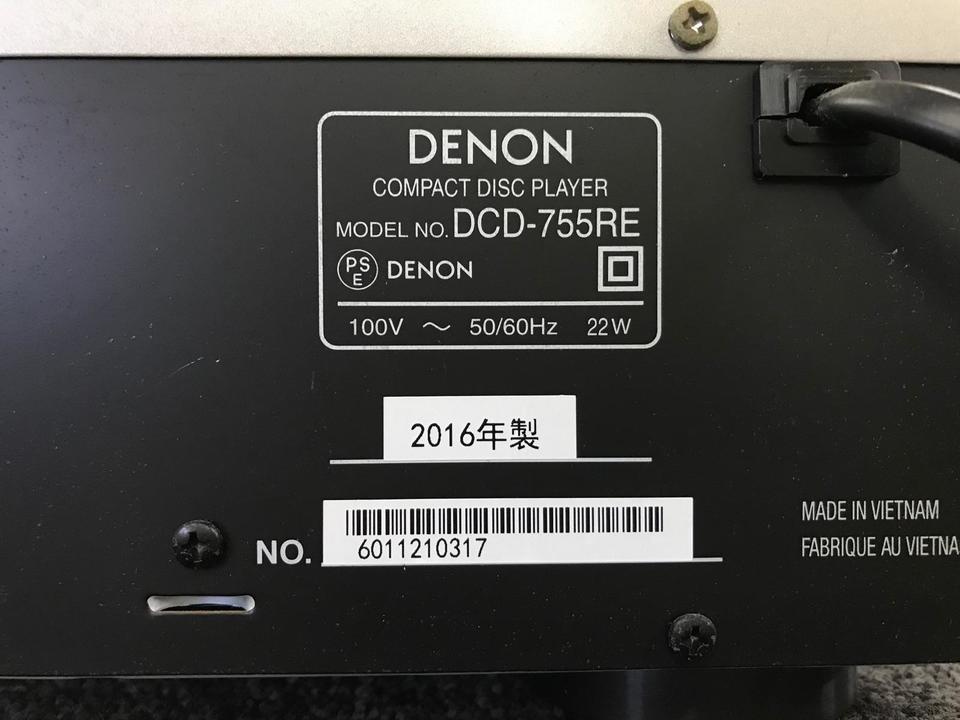 DENON
COMPACT DISC PLAYER
MODEL NO. DCD-755RE
PS
E
DENON
100V ～ 50/60Hz 22W
2016年製
NO. 6011210317
MADE IN VIETNAM
FABRIQUE AU VIETNA